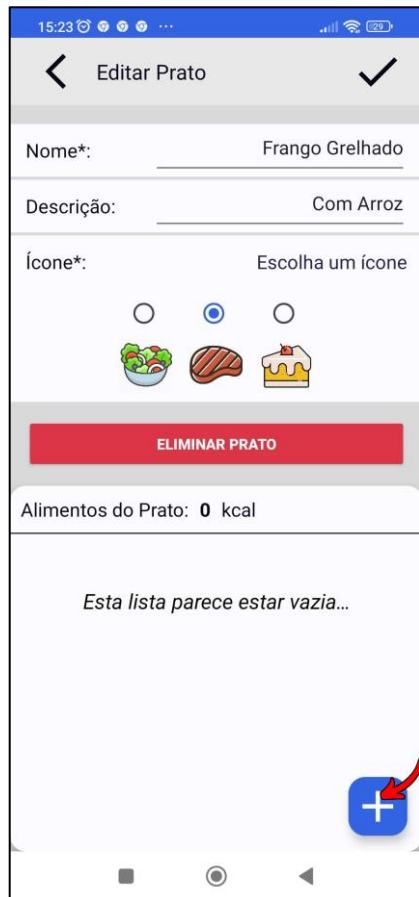 15:23 ... 29
Editar Prato
Nome*: Frango Grelhado
Descrição: Com Arroz
Ícone*: Escolha um ícone
ELIMINAR PRATO
Alimentos do Prato: 0 kcal
Esta lista parece estar vazia...